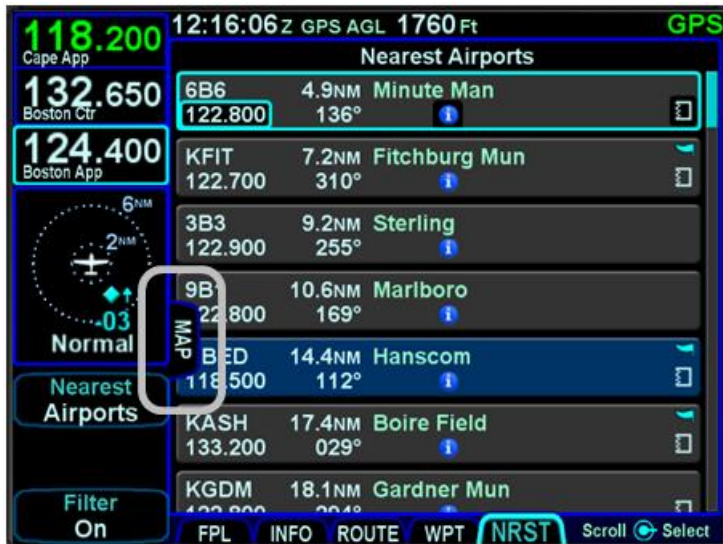 118.200
Cape App
132.650
Boston Ctr
124.400
Boston App
6NM
2NM
-03
Normal
Nearest
Airports
Filter
On
12:16:06Z GPS AGL 1760 Ft GPS
Nearest Airports
6B6 4.9NM Minute Man
122.800 136°
KFIT 7.2NM Fitchburg Mun
122.700 310°
3B3 9.2NM Sterling
122.900 255°
10.6NM Marlboro
169°
MAP
14.4NM Hanscom
118.500 112°
KASH 17.4NM Boire Field
133.200 029°
KGDM 18.1NM Gardner Mun
FPL INFO ROUTE WPT NRST Scroll Select